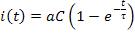 i(t) = aC(1 − e^{−t/τ})